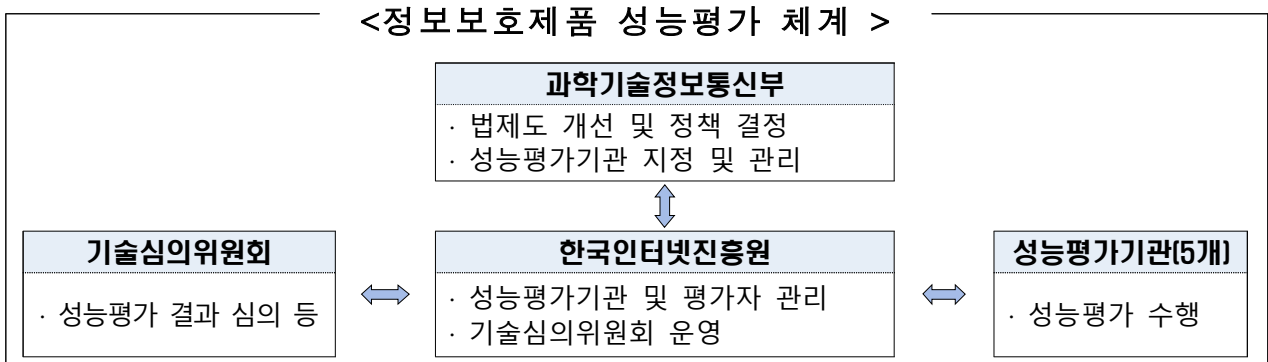 <정보보호제품 성능평가 체계 >
과학기술정보통신부
· 법제도 개선 및 정책 결정
· 성능평가기관 지정 및 관리
기술심의위원회
· 성능평가 결과 심의 등
한국인터넷진흥원
· 성능평가기관 및 평가자 관리
· 기술심의위원회 운영
성능평가기관(5개)
· 성능평가 수행